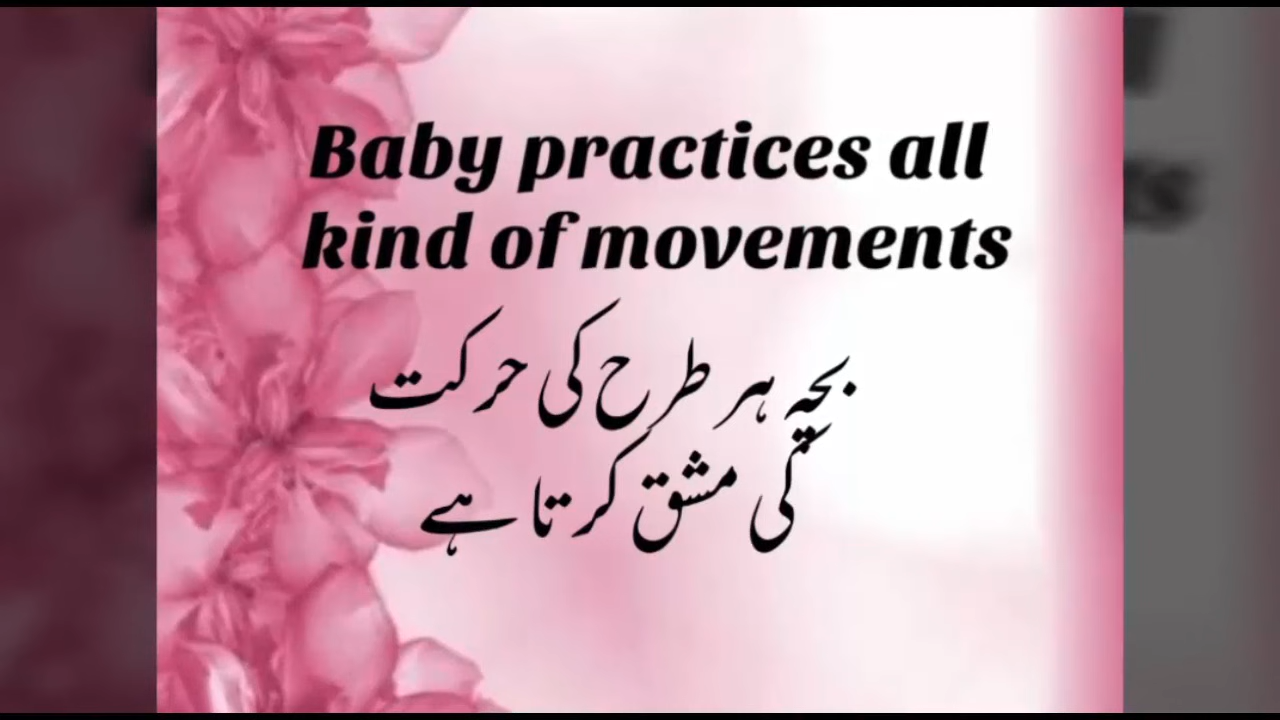 Baby practices all
kind of movements
بچہ ہر طرح کی حرکت
کی مشق کرتا ہے